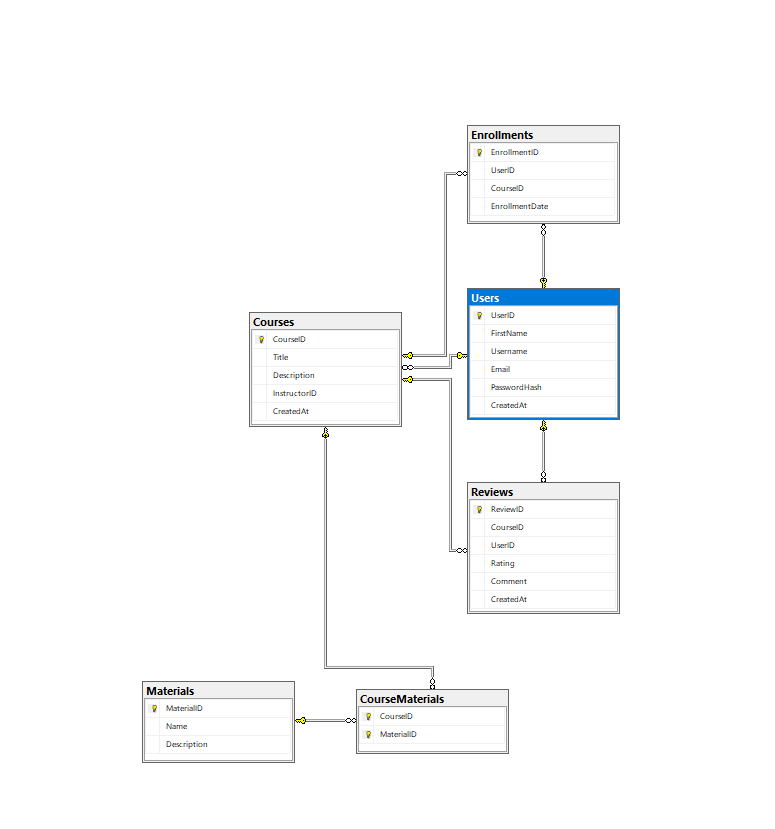 Enrollments
EnrollmentID
UserID
CourseID
EnrollmentDate
Users
UserID
FirstName
Username
Email
PasswordHash
CreatedAt
Courses
CourseID
Title
Description
InstructorID
CreatedAt
Reviews
ReviewID
CourseID
UserID
Rating
Comment
CreatedAt
Materials
MaterialID
Name
Description
CourseMaterials
CourseID
MaterialID